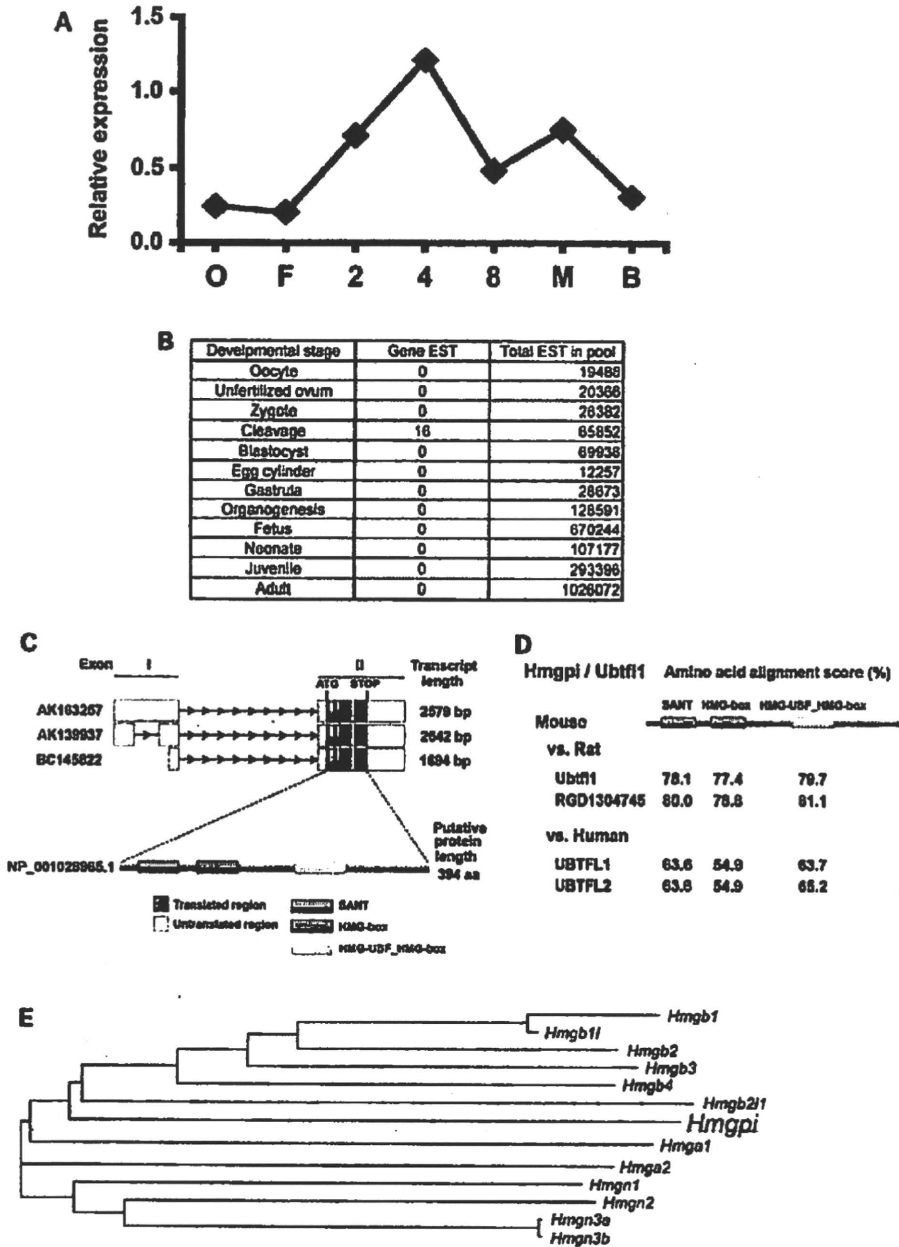 A
Relative expression
1.5
1.0
0.5
0.0
O F 2 4 8 M B
B
Develpmental stage Gene EST Total EST in pool
Oocyte 0 19486
Unfertilized ovum 0 20366
Zygote 0 26382
Cleavage 16 65852
Blastocyst 0 69936
Egg cylinder 0 12257
Gastrula 0 28673
Organogenesis 0 128591
Fetus 0 670244
Neonate 0 107177
Juvenile 0 293396
Adult 0 1026072
C
Exon I II Transcript length
ATG STOP
AK163257 2579 bp
AK139937 2642 bp
BC145822 1694 bp
Putative protein length
NP_001028965.1 394 aa
Translated region SANT
Untranslated region HMG-box
HMG-UBF_HMG-box
D
Hmgpi / Ubtfl1 Amino acid alignment score (%)
SANT HMG-box HMG-UBF_HMG-box
Mouse
vs. Rat
Ubtfl1 78.1 77.4 79.7
RGD1304745 80.0 78.8 81.1
vs. Human
UBTFL1 63.6 54.9 63.7
UBTFL2 63.6 54.9 65.2
E
Hmgb1
Hmgb1l
Hmgb2
Hmgb3
Hmgb4
Hmgb2l1
Hmgpi
Hmga1
Hmga2
Hmgn1
Hmgn2
Hmgn3a
Hmgn3b